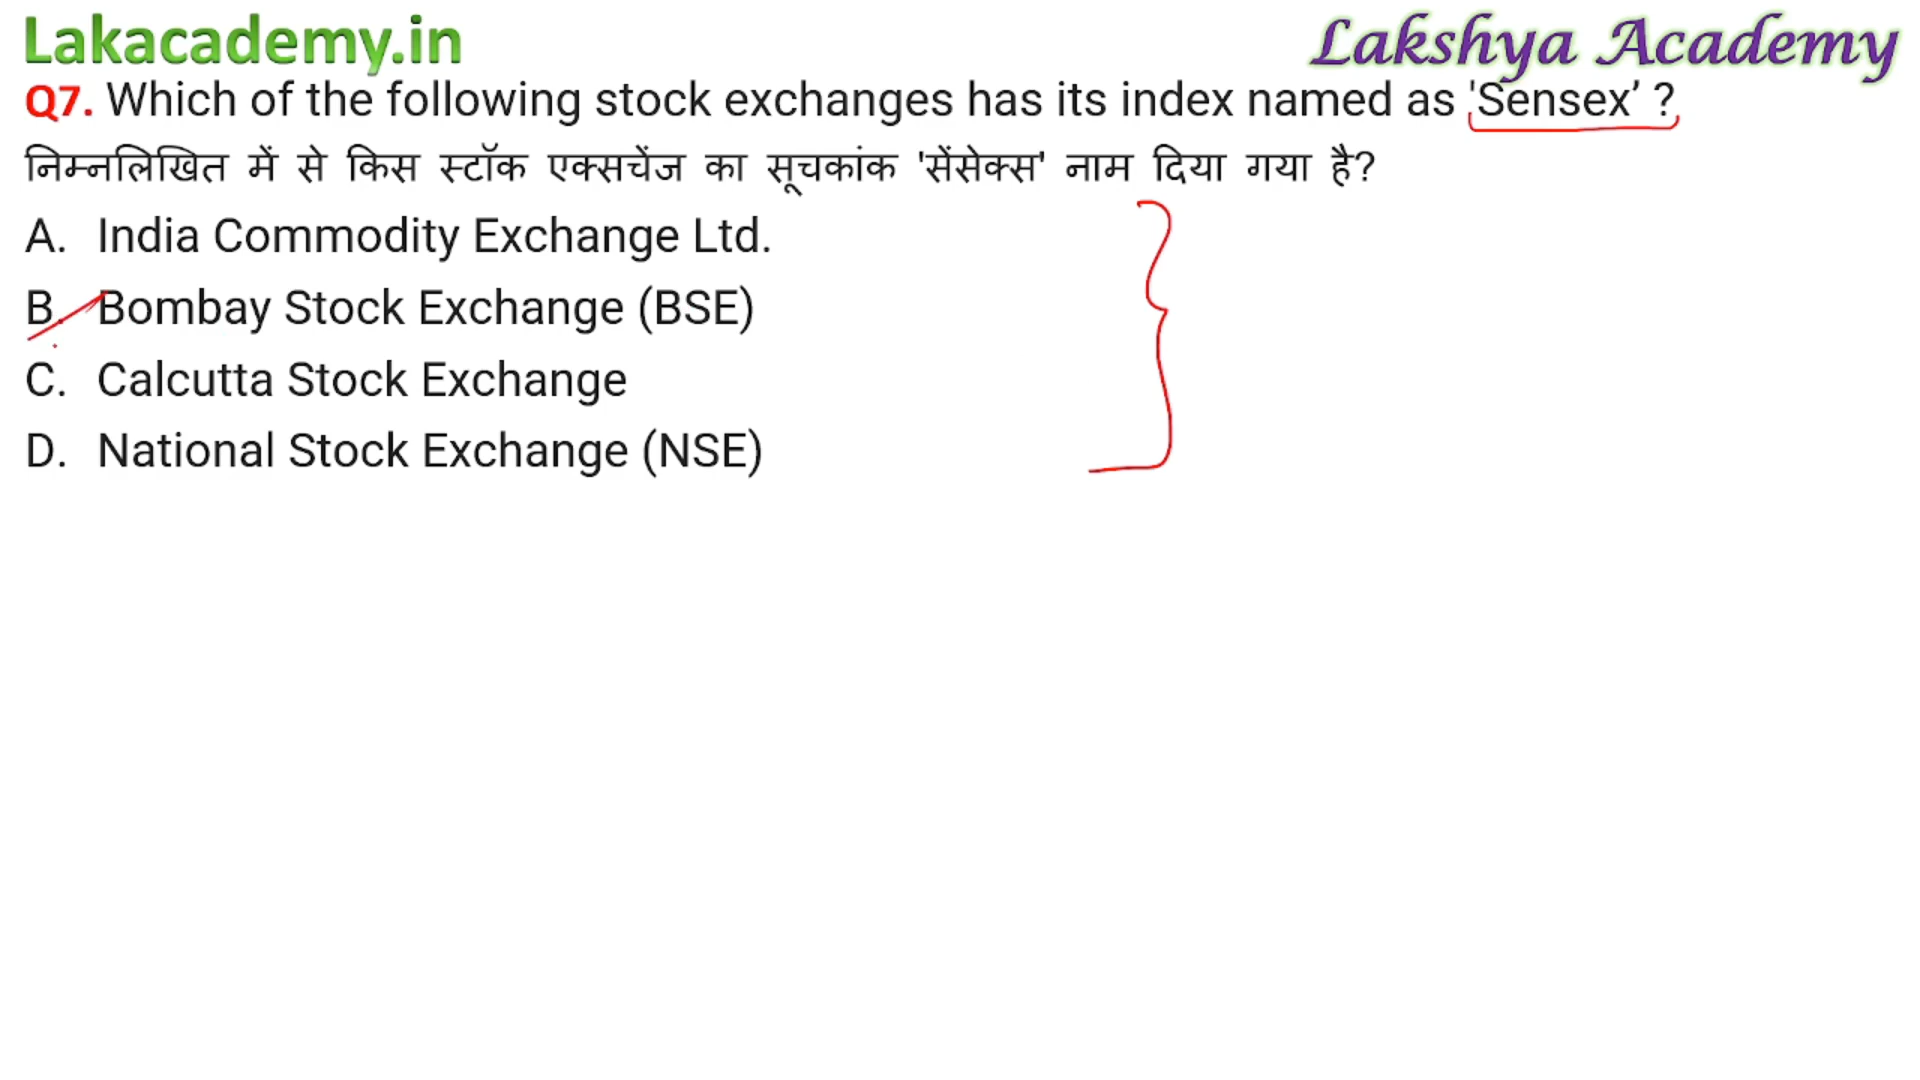 Lakacademy.in Lakshya Academy
Q7. Which of the following stock exchanges has its index named as 'Sensex’ ?
निम्नलिखित में से किस स्टॉक एक्सचेंज का सूचकांक 'सेंसेक्स' नाम दिया गया है?
A. India Commodity Exchange Ltd.
B. Bombay Stock Exchange (BSE)
C. Calcutta Stock Exchange
D. National Stock Exchange (NSE)